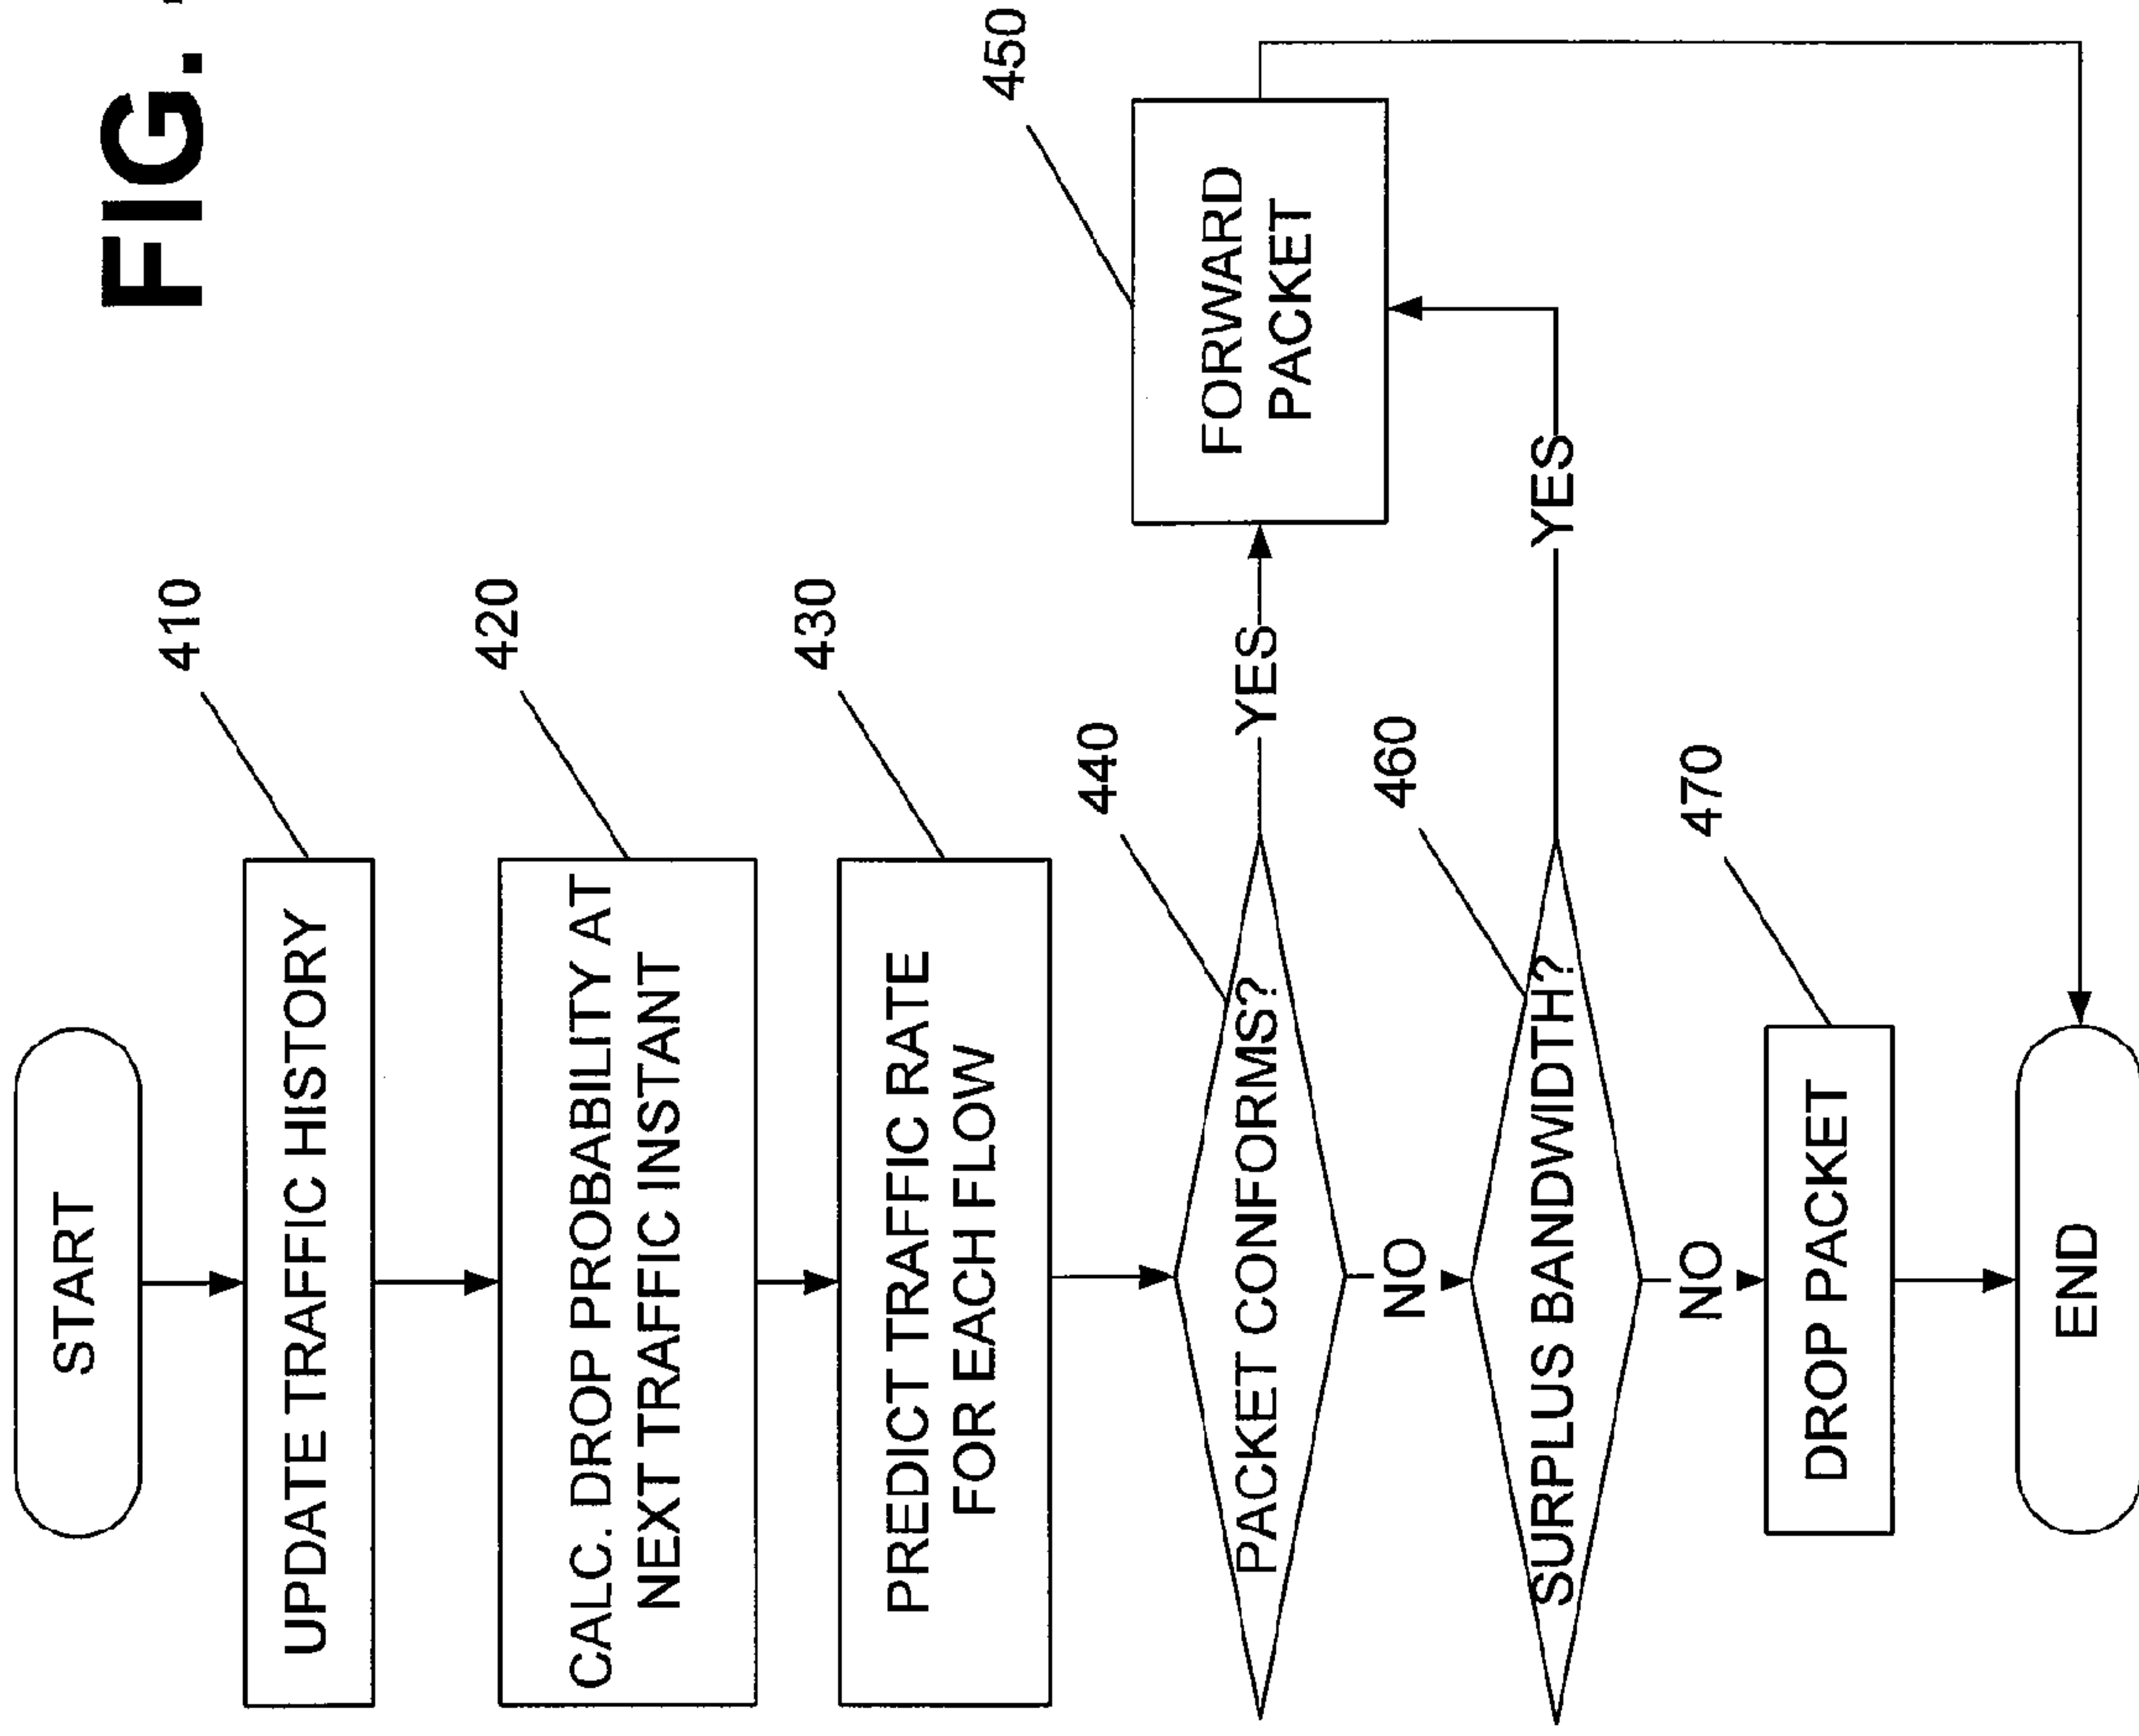 FIG.
START
410
UPDATE TRAFFIC HISTORY
420
CALC. DROP PROBABILITY AT
NEXT TRAFFIC INSTANT
430
PREDICT TRAFFIC RATE
FOR EACH FLOW
440
PACKET CONFORMS?
YES
450
FORWARD
PACKET
NO
460
SURPLUS BANDWIDTH?
YES
NO
470
DROP PACKET
END